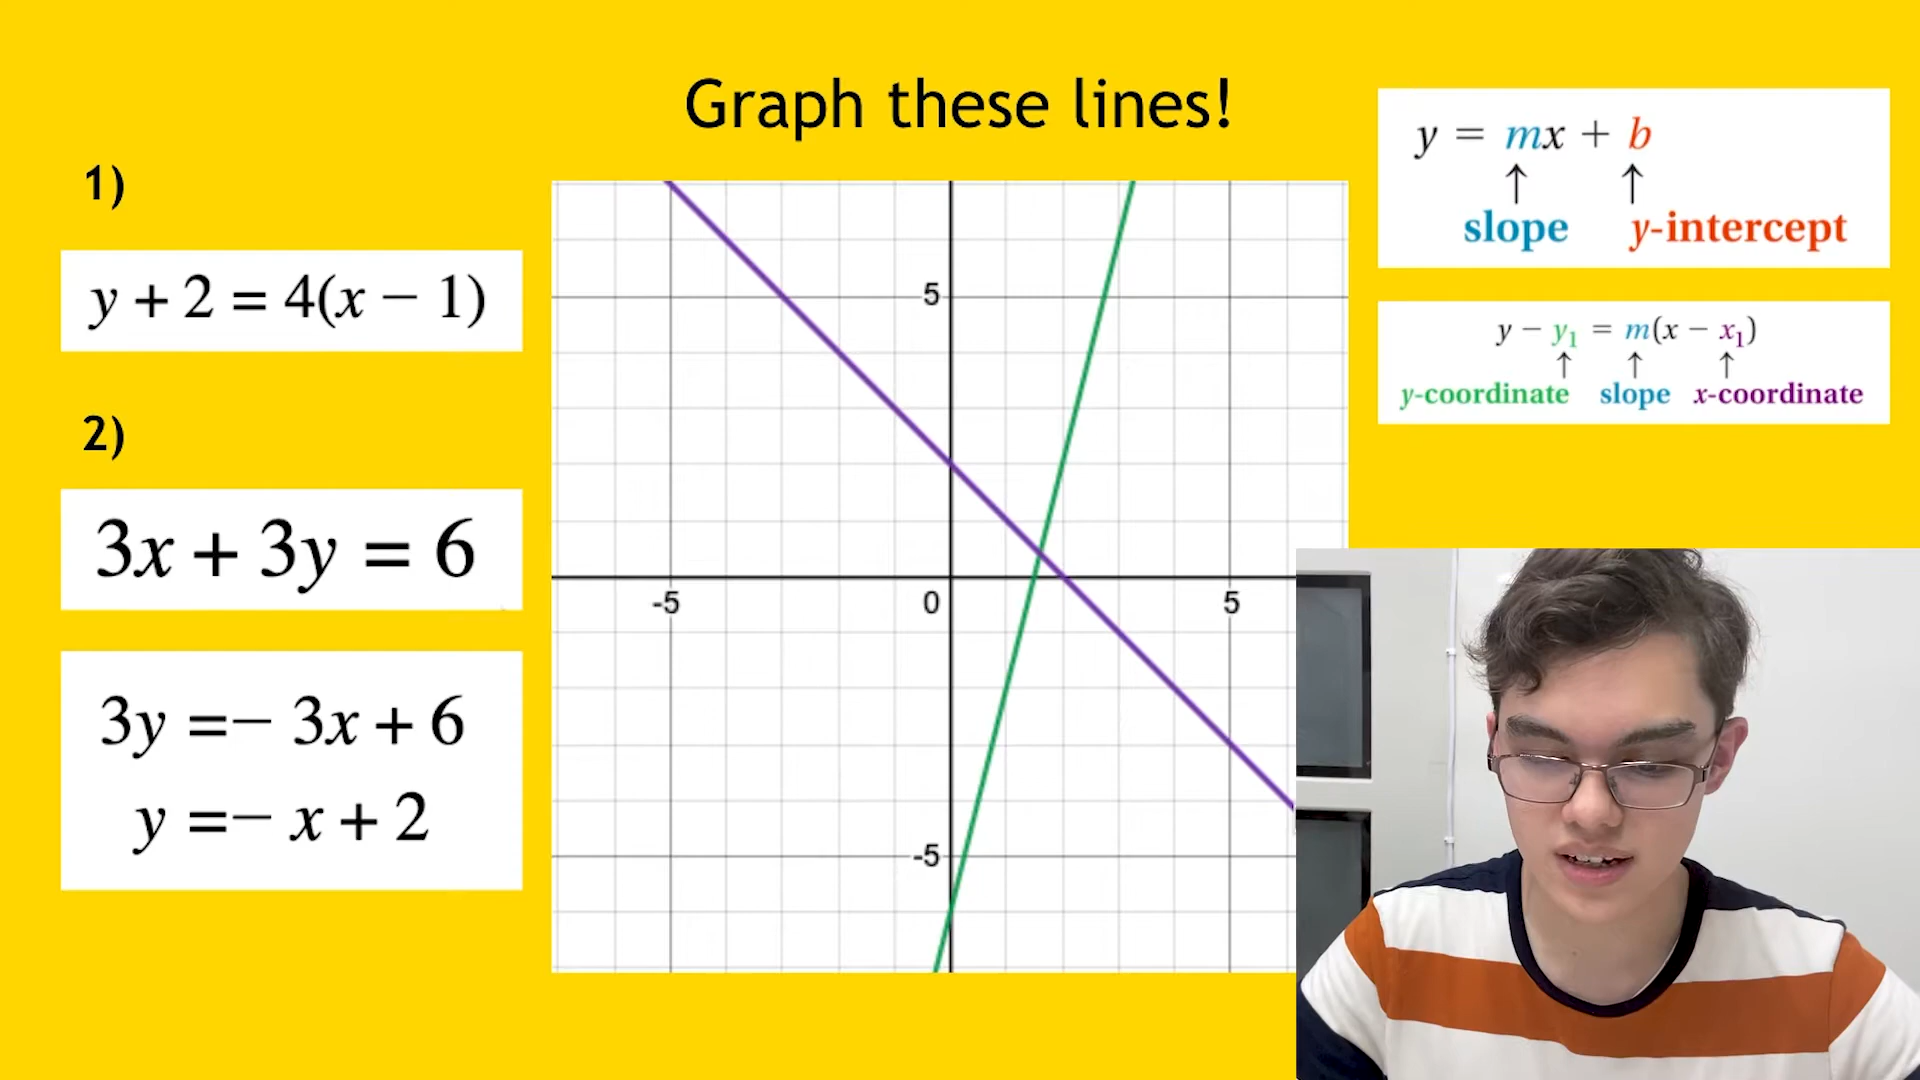 Graph these lines!
1)
y + 2 = 4(x − 1)
2)
3x + 3y = 6
3y =− 3x + 6
y =− x + 2
5
-5
0
5
-5
y = mx + b
↑ ↑
slope y-intercept
y − y₁ = m(x − x₁)
↑ ↑ ↑
y-coordinate slope x-coordinate